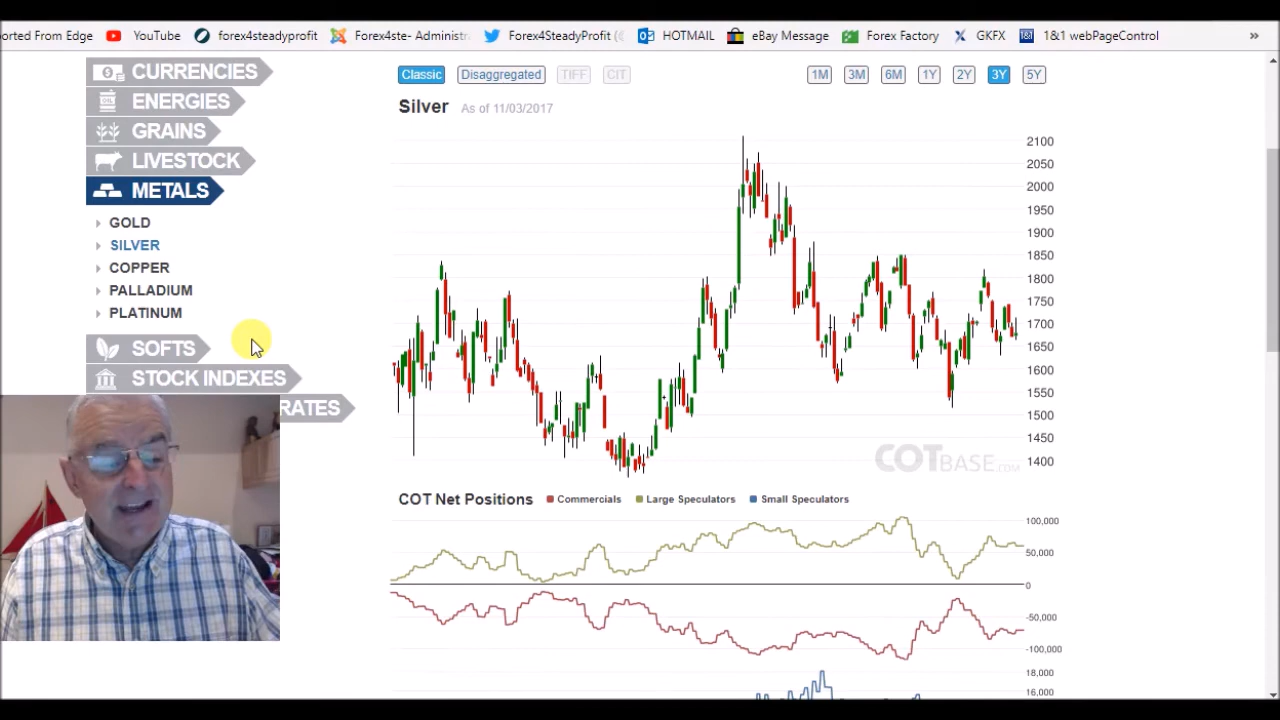 orted From Edge YouTube forex4steadyprofit Forex4ste- Administra Forex4SteadyProfit (@ HOTMAIL eBay Message Forex Factory GKFX 1&1 webPageControl »
CURRENCIES
ENERGIES
GRAINS
LIVESTOCK
METALS
GOLD
SILVER
COPPER
PALLADIUM
PLATINUM
SOFTS
STOCK INDEXES
RATES
Classic Disaggregated TIFF CIT 1M 3M 6M 1Y 2Y 3Y 5Y
Silver As of 11/03/2017
2100
2050
2000
1950
1900
1850
1800
1750
1700
1650
1600
1550
1500
1450
1400
COTBASE.COM
COT Net Positions Commercials Large Speculators Small Speculators
100,000
50,000
0
-50,000
-100,000
18,000
16,000